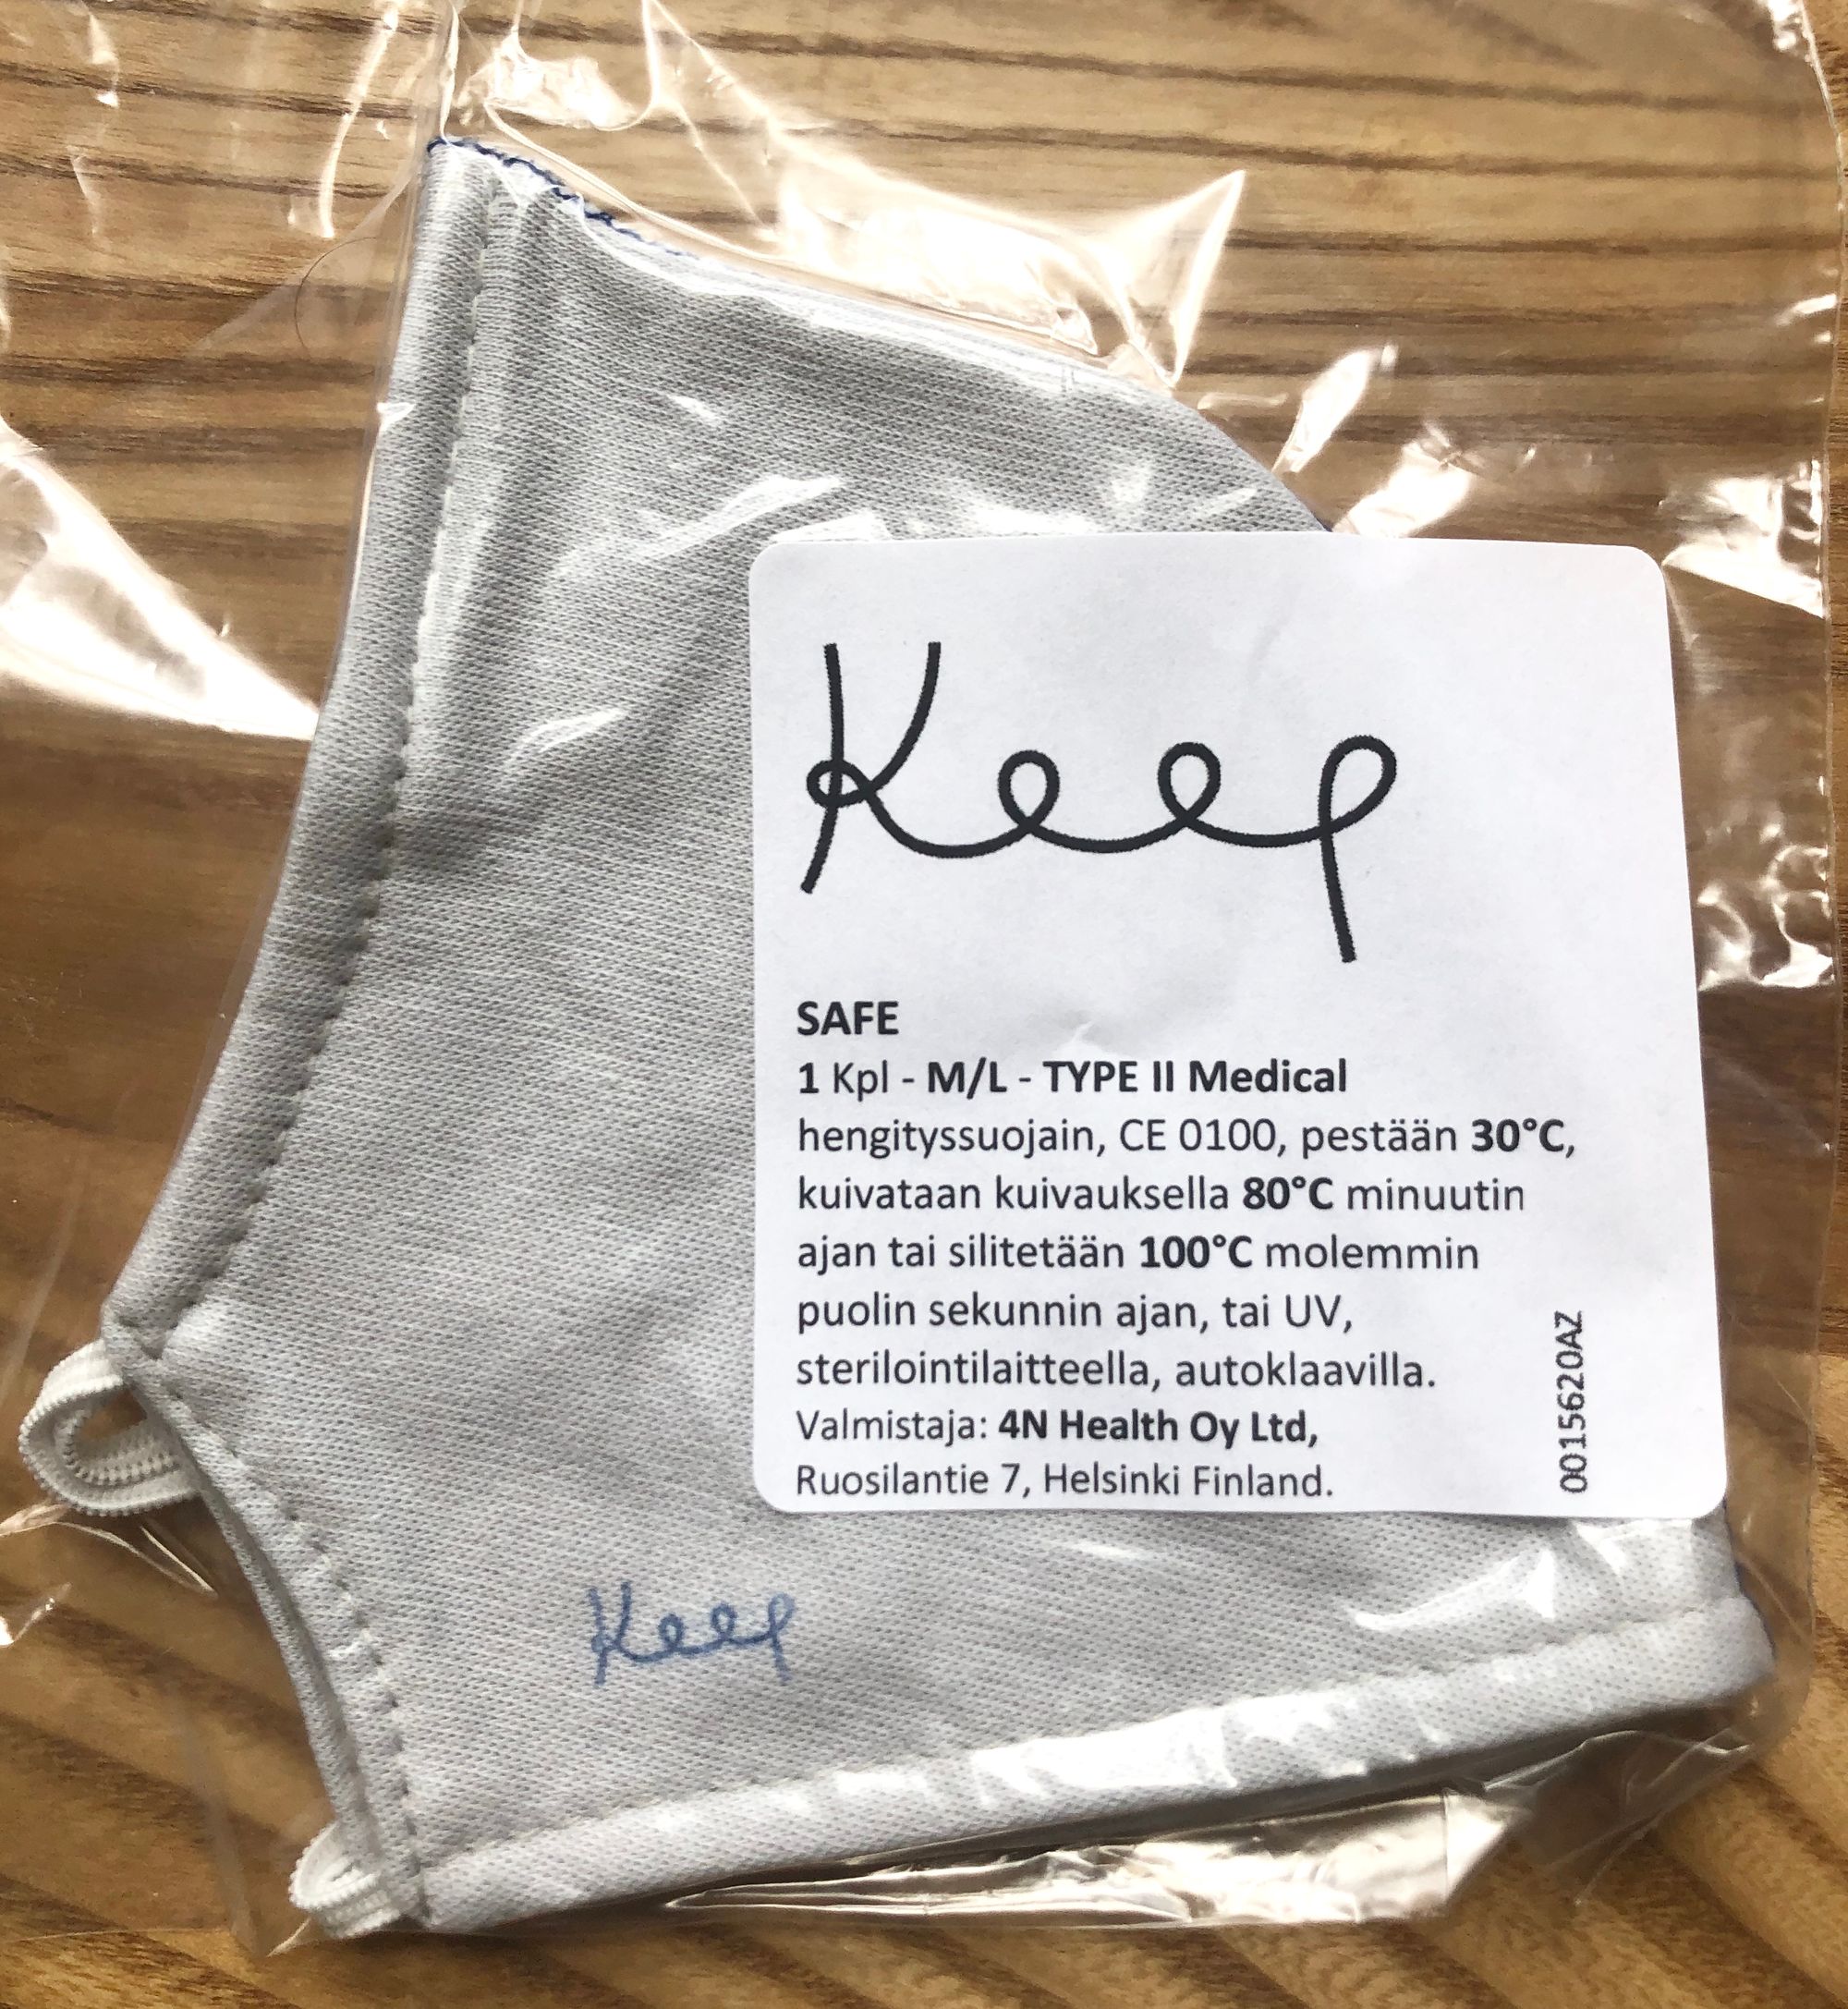 Keep
SAFE
1 Kpl - M/L - TYPE II Medical
hengityssuojain, CE 0100, pestään 30°C,
kuivataan kuivauksella 80°C minuutin
ajan tai silitetään 100°C molemmin
puolin sekunnin ajan, tai UV,
sterilointilaitteella, autoklaavilla.
Valmistaja: 4N Health Oy Ltd,
Ruosilantie 7, Helsinki Finland.
0015620AZ
Keep